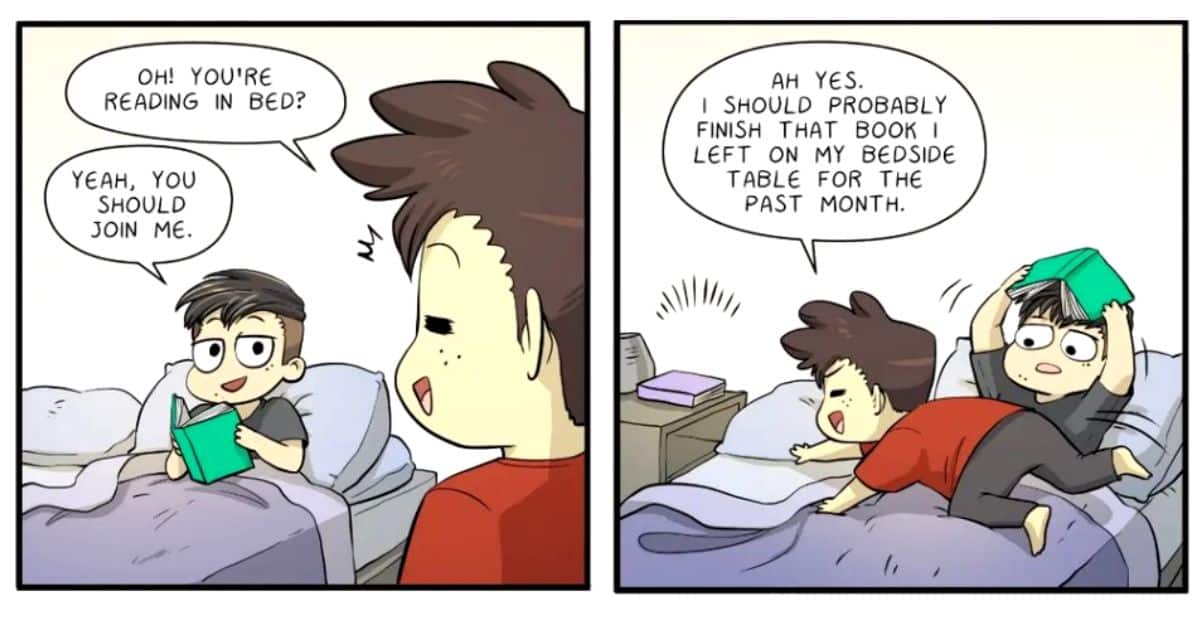 OH! YOU'RE
READING IN BED?
YEAH, YOU
SHOULD
JOIN ME.
AH YES.
I SHOULD PROBABLY
FINISH THAT BOOK I
LEFT ON MY BEDSIDE
TABLE FOR THE
PAST MONTH.